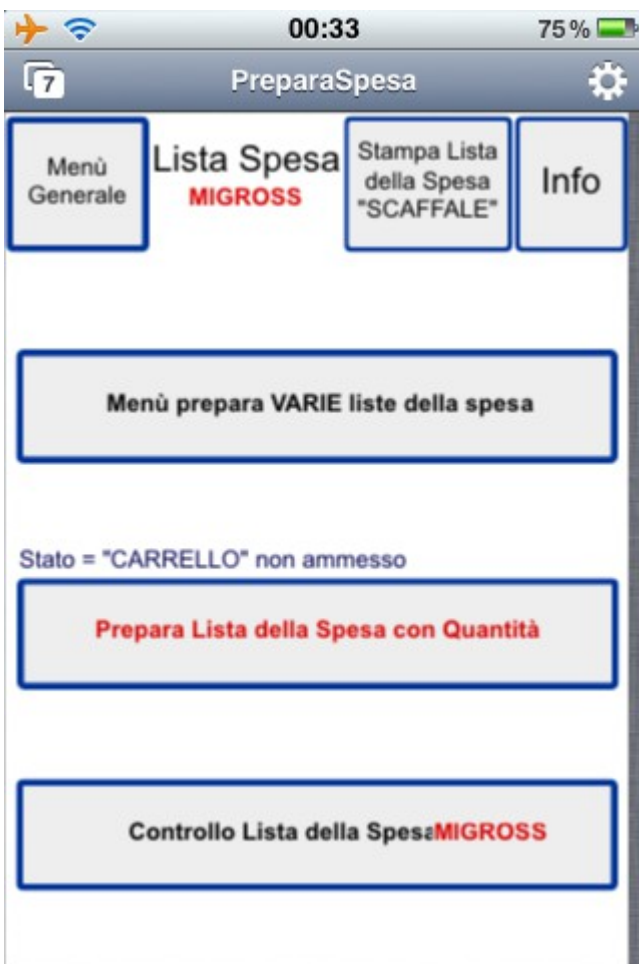 00:33
75%
7
PreparaSpesa
Menù
Generale
Lista Spesa
MIGROSS
Stampa Lista
della Spesa
"SCAFFALE"
Info
Menù prepara VARIE liste della spesa
Stato = "CARRELLO" non ammesso
Prepara Lista della Spesa con Quantità
Controllo Lista della SpesaMIGROSS